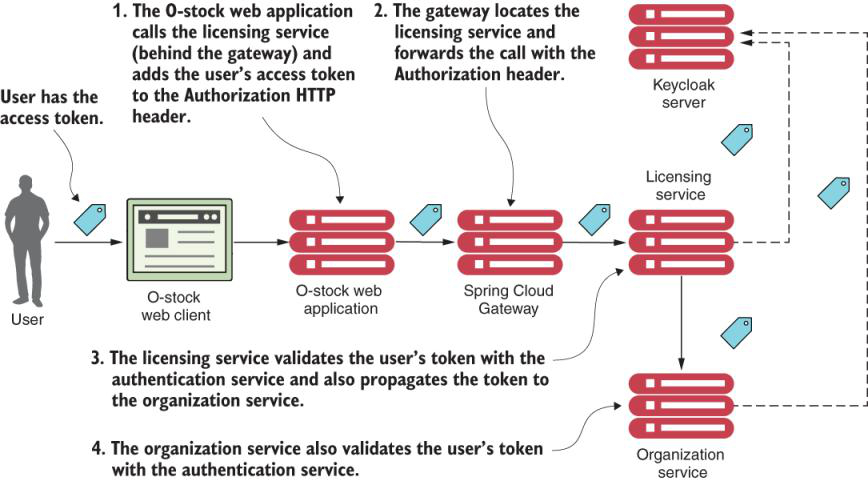 1. The O-stock web application
calls the licensing service
(behind the gateway) and
adds the user's access token
to the Authorization HTTP
header.
2. The gateway locates the
licensing service and
forwards the call with the
Authorization header.
Keycloak
server
User has the
access token.
Licensing
service
User
O-stock
web client
O-stock web
application
Spring Cloud
Gateway
3. The licensing service validates the user's token with the
authentication service and also propagates the token to
the organization service.
4. The organization service also validates the user's token
with the authentication service.
Organization
service